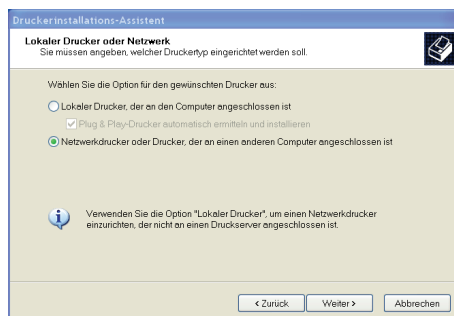 Druckerinstallations-Assistent
Lokaler Drucker oder Netzwerk
Sie müssen angeben, welcher Druckertyp eingerichtet werden soll.
Wählen Sie die Option für den gewünschten Drucker aus:
Lokaler Drucker, der an den Computer angeschlossen ist
Plug & Play-Drucker automatisch ermitteln und installieren
Netzwerkdrucker oder Drucker, der an einen anderen Computer angeschlossen ist
Verwenden Sie die Option "Lokaler Drucker", um einen Netzwerkdrucker
einzurichten, der nicht an einen Druckserver angeschlossen ist.
< Zurück Weiter > Abbrechen